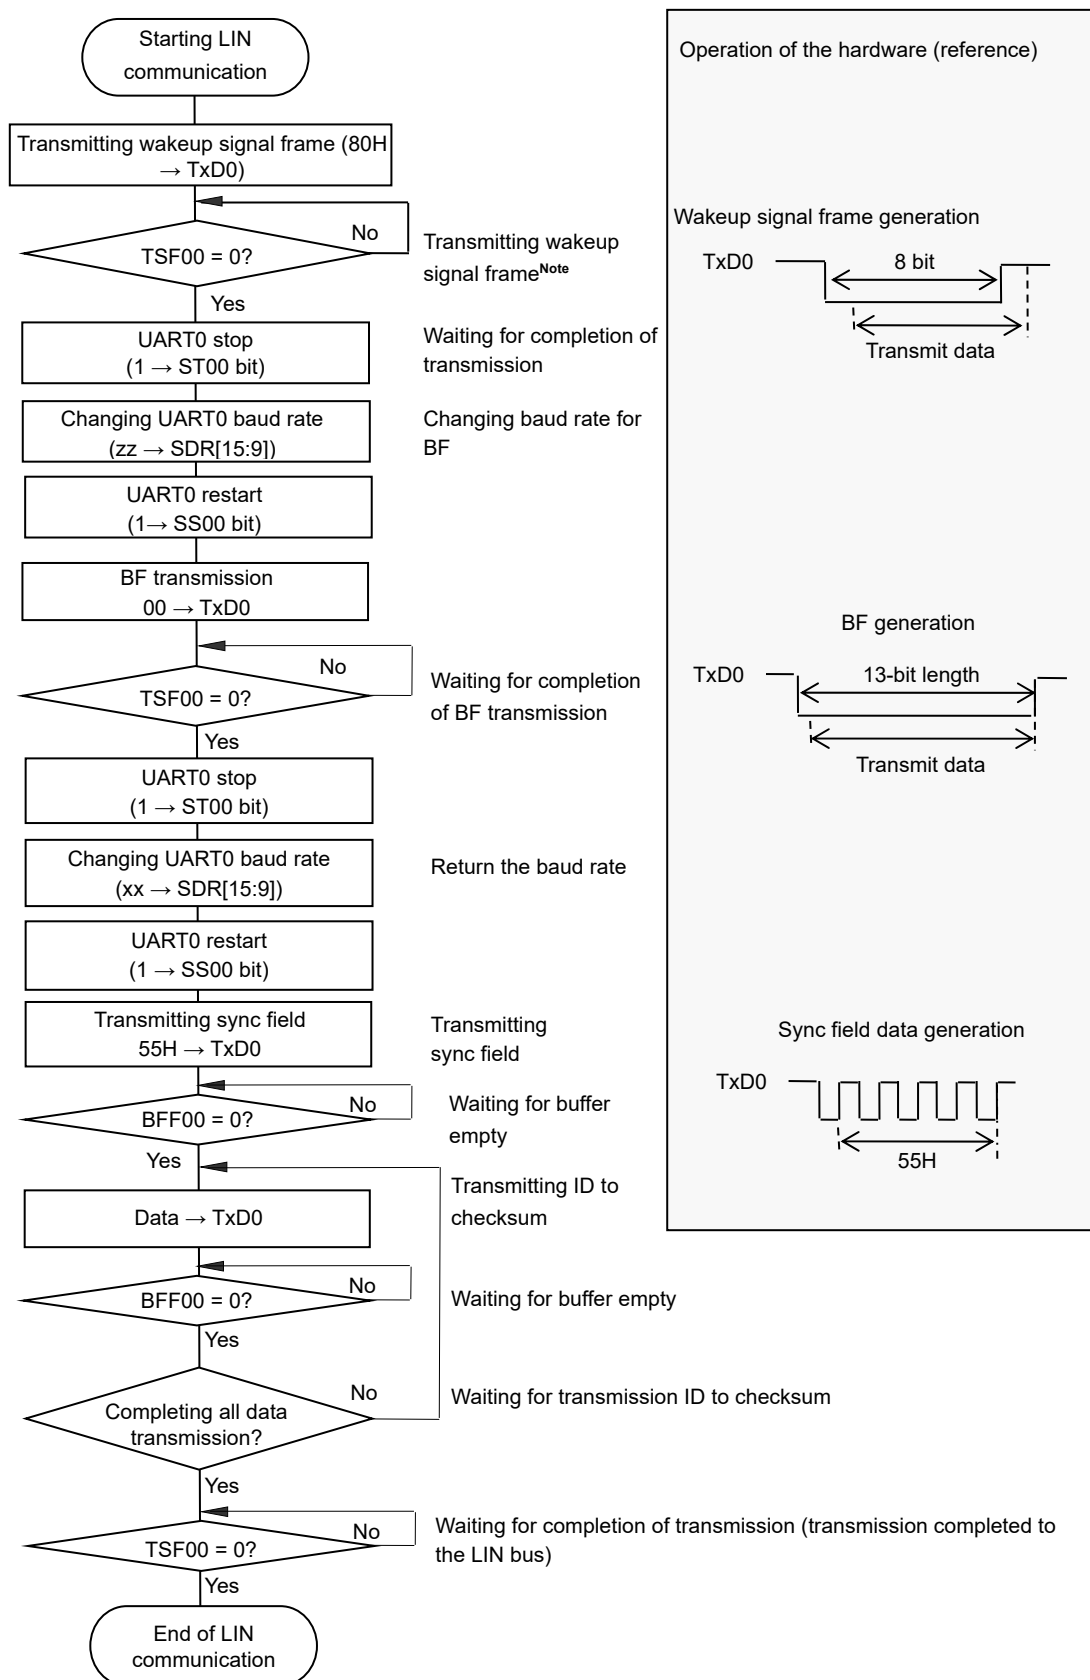 Starting LIN
communication
Transmitting wakeup signal frame (80H
→ TxD0)
No
TSF00 = 0?
Transmitting wakeup
signal frameNote
Yes
UART0 stop
(1 → ST00 bit)
Waiting for completion of
transmission
Changing UART0 baud rate
(zz → SDR[15:9])
Changing baud rate for
BF
UART0 restart
(1→ SS00 bit)
BF transmission
00 → TxD0
No
TSF00 = 0?
Waiting for completion
of BF transmission
Yes
UART0 stop
(1 → ST00 bit)
Changing UART0 baud rate
(xx → SDR[15:9])
Return the baud rate
UART0 restart
(1 → SS00 bit)
Transmitting sync field
55H → TxD0
Transmitting
sync field
No
BFF00 = 0?
Waiting for buffer
empty
Yes
Transmitting ID to
checksum
Data → TxD0
No
BFF00 = 0?
Waiting for buffer empty
Yes
No
Completing all data
transmission?
Waiting for transmission ID to checksum
Yes
No
TSF00 = 0?
Waiting for completion of transmission (transmission completed to
the LIN bus)
Yes
End of LIN
communication
Operation of the hardware (reference)
Wakeup signal frame generation
TxD0
8 bit
Transmit data
BF generation
TxD0
13-bit length
Transmit data
Sync field data generation
TxD0
55H